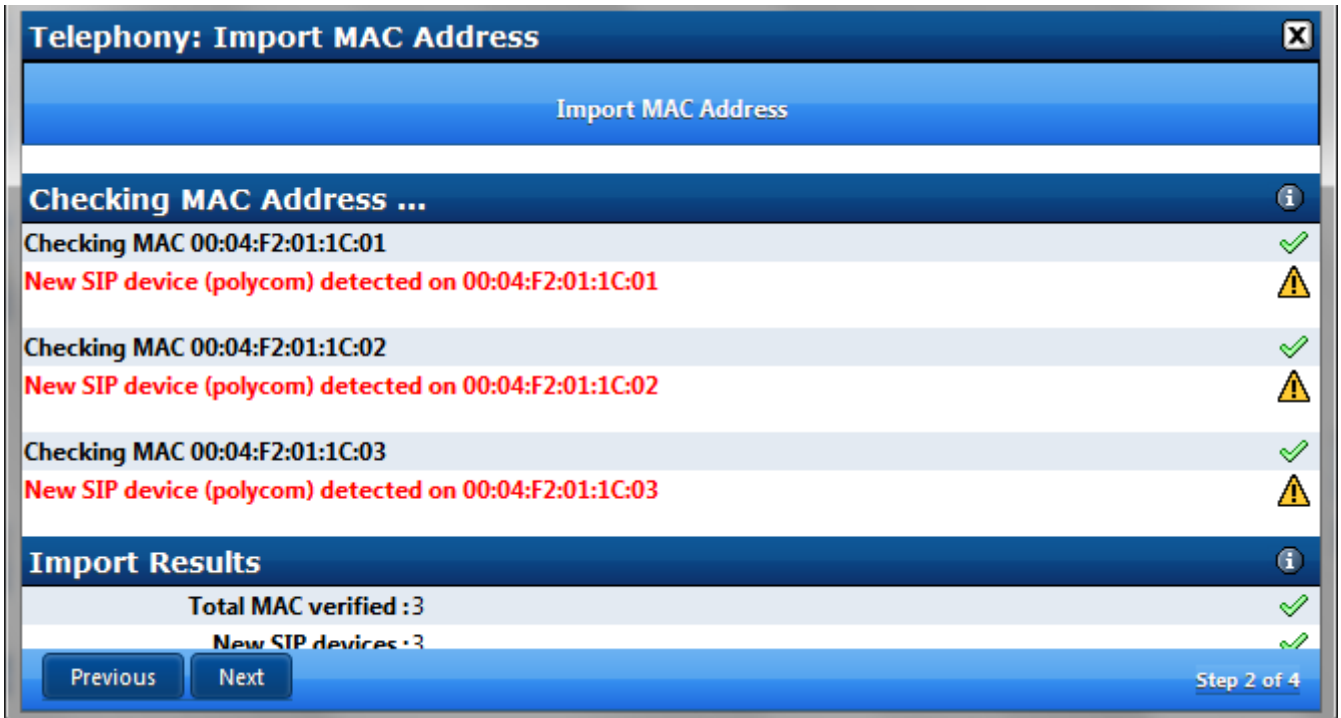 Telephony: Import MAC Address
Import MAC Address
Checking MAC Address ...
Checking MAC 00:04:F2:01:1C:01
New SIP device (polycom) detected on 00:04:F2:01:1C:01
Checking MAC 00:04:F2:01:1C:02
New SIP device (polycom) detected on 00:04:F2:01:1C:02
Checking MAC 00:04:F2:01:1C:03
New SIP device (polycom) detected on 00:04:F2:01:1C:03
Import Results
Total MAC verified :3
New SIP devices :3
Previous Next Step 2 of 4